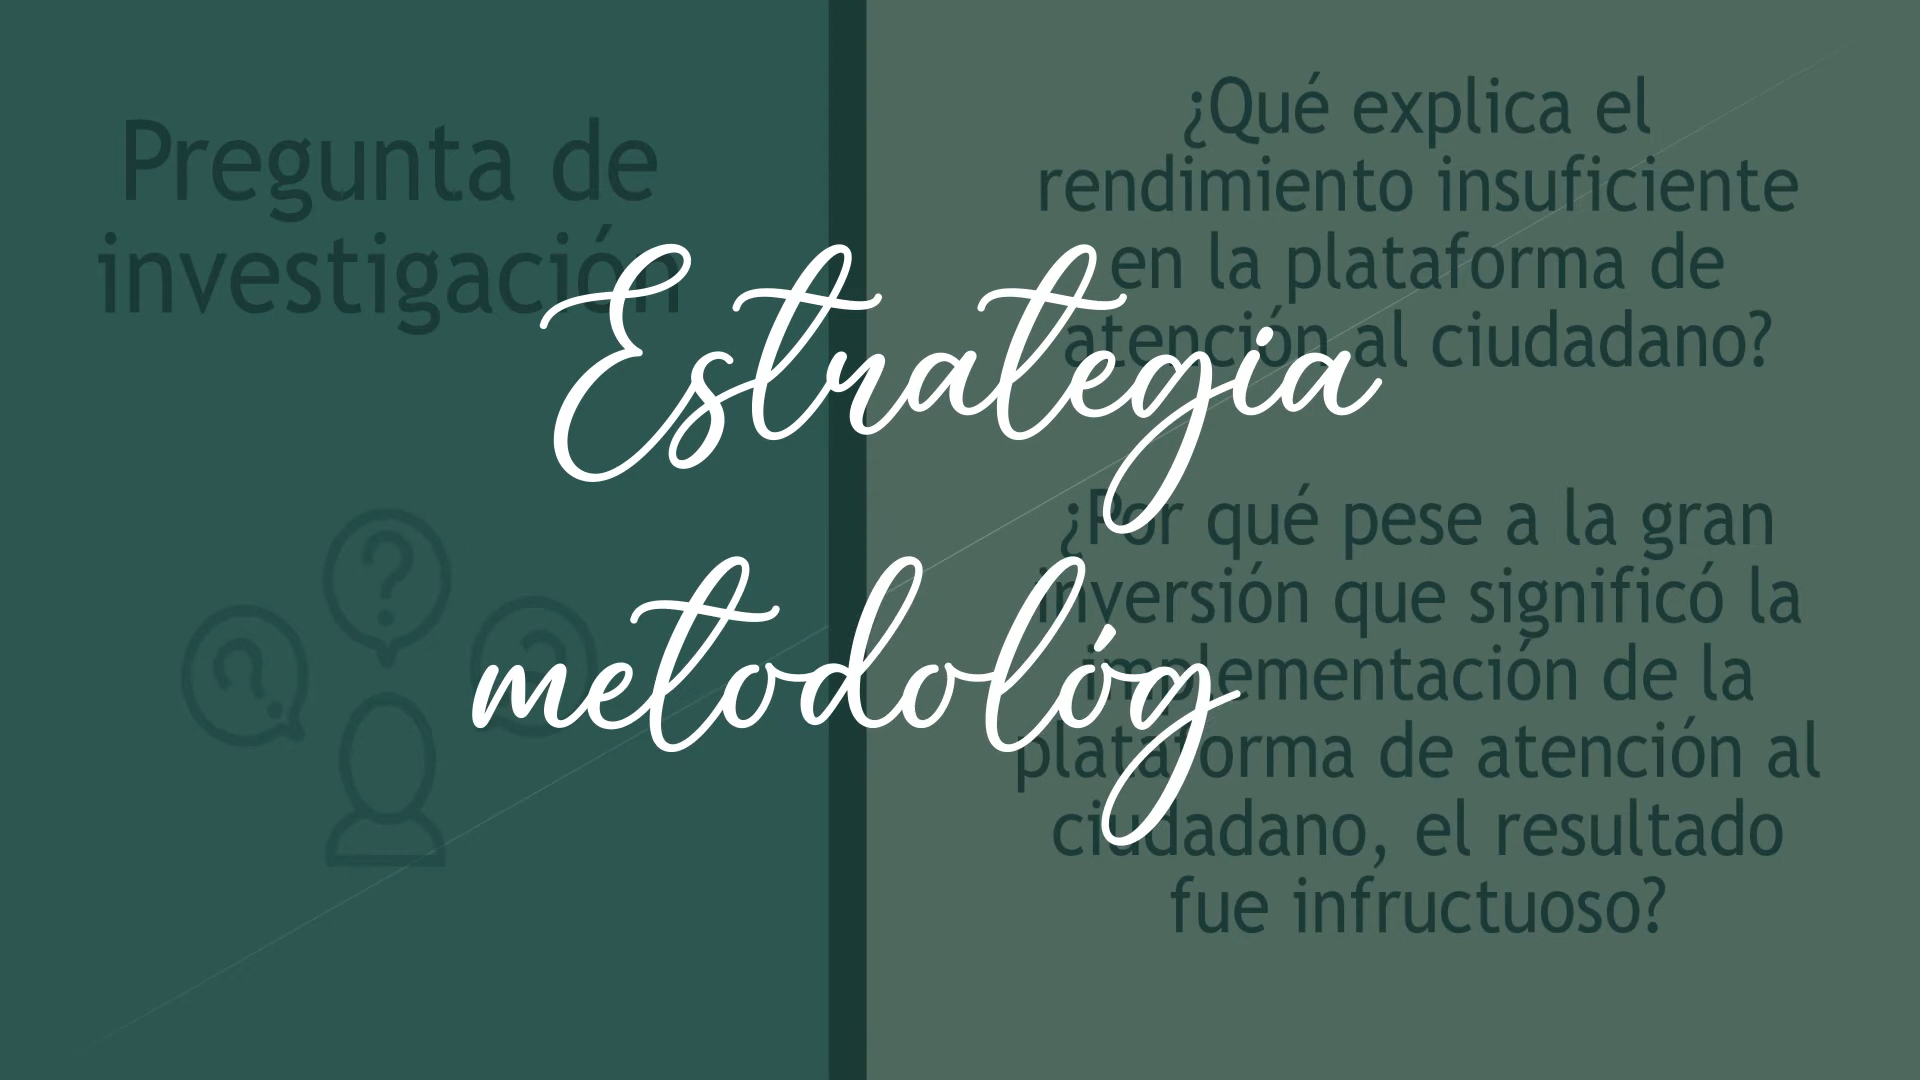 Pregunta de
investigación
¿Qué explica el
rendimiento insuficiente
en la plataforma de
atención al ciudadano?
¿Por qué pese a la gran
inversión que significó la
implementación de la
plataforma de atención al
ciudadano, el resultado
fue infructuoso?
Estrategia
metodológ